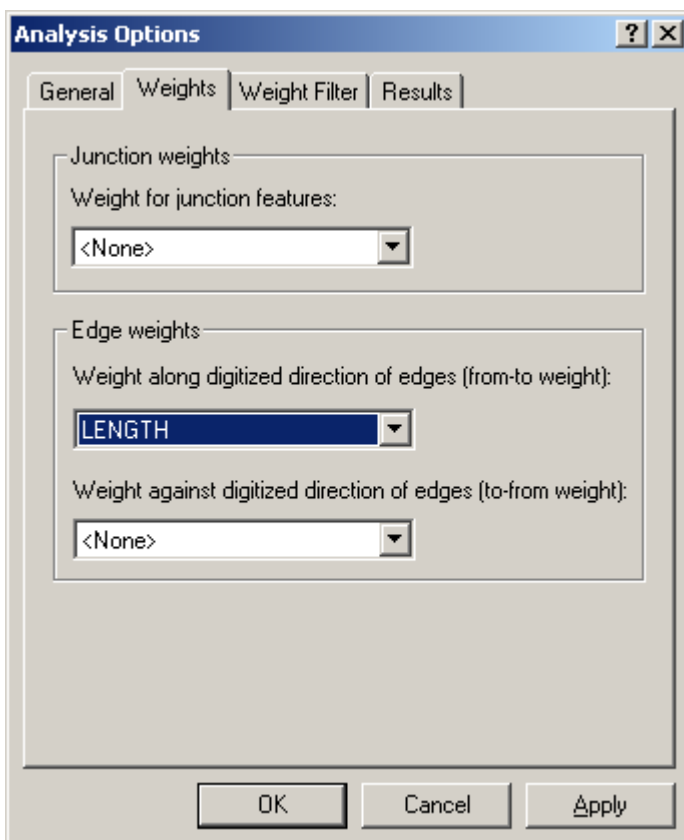 Analysis Options
General Weights Weight Filter Results
Junction weights
Weight for junction features:
<None>
Edge weights
Weight along digitized direction of edges (from-to weight):
LENGTH
Weight against digitized direction of edges (to-from weight):
<None>
OK Cancel Apply